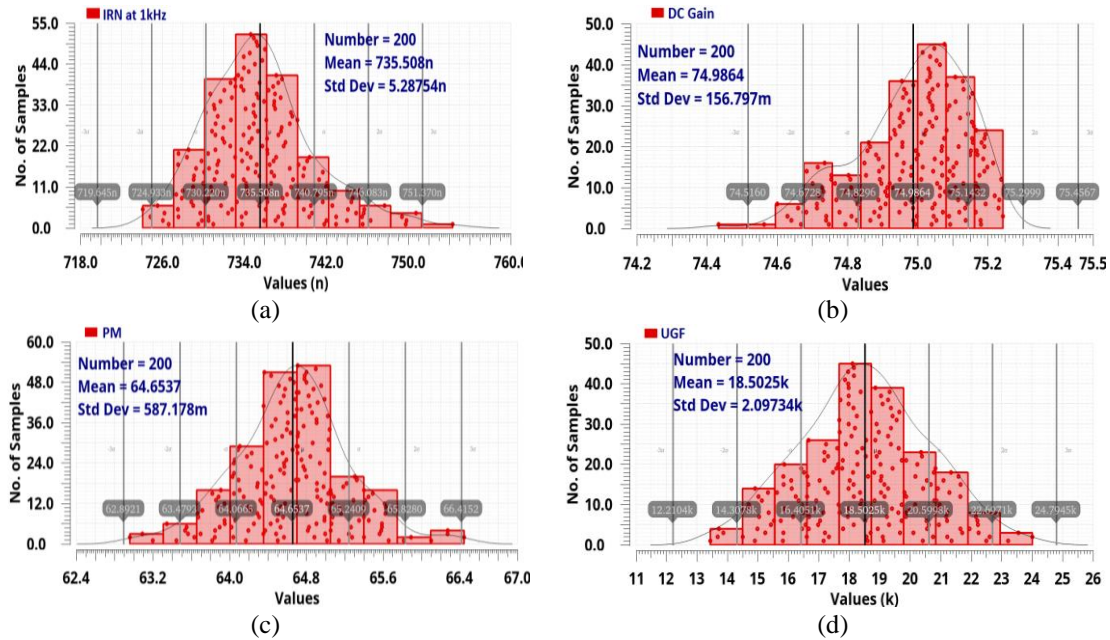 IRN at 1kHz
Number = 200
Mean = 735.508n
Std Dev = 5.28754n
No. of Samples
55.0
44.0
33.0
22.0
11.0
0.0
719.645n 724.935n 730.220n 735.508n 740.795n 746.083n 751.370n
718.0 726.0 734.0 742.0 750.0 760.0
Values (n)
(a)
DC Gain
Number = 200
Mean = 74.9864
Std Dev = 156.797m
No. of Samples
50.0
40.0
30.0
20.0
10.0
0.0
74.5160 74.6728 74.8296 74.9864 75.1432 75.2999 75.4567
74.4 74.6 74.8 75.0 75.2 75.4 75.5
Values
(b)
PM
Number = 200
Mean = 64.6537
Std Dev = 587.178m
No. of Samples
60.0
48.0
36.0
24.0
12.0
0.0
62.8921 63.4793 64.0665 64.6537 65.2409 65.8280 66.4152
62.4 63.2 64.0 64.8 65.6 66.4 67.0
Values
(c)
UGF
Number = 200
Mean = 18.5025k
Std Dev = 2.09734k
No. of Samples
50.0
40.0
30.0
20.0
10.0
0.0
12.2104k 14.3078k 16.4051k 18.5025k 20.5998k 22.6971k 24.7945k
11 12 13 14 15 16 17 18 19 20 21 22 23 24 25 26
Values (k)
(d)